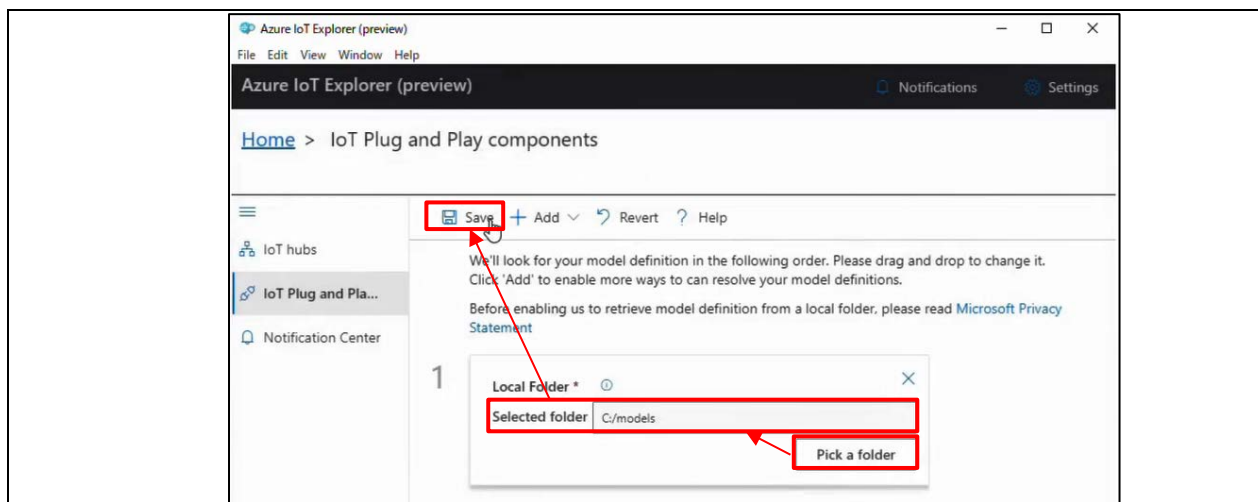 Azure IoT Explorer (preview)
File Edit View Window Help
Azure IoT Explorer (preview) Notifications Settings
Home > IoT Plug and Play components
Save + Add Revert ? Help
IoT hubs
IoT Plug and Pla...
Notification Center
We'll look for your model definition in the following order. Please drag and drop to change it.
Click 'Add' to enable more ways to can resolve your model definitions.
Before enabling us to retrieve model definition from a local folder, please read Microsoft Privacy
Statement
1
Local Folder *
Selected folder C:/models
Pick a folder